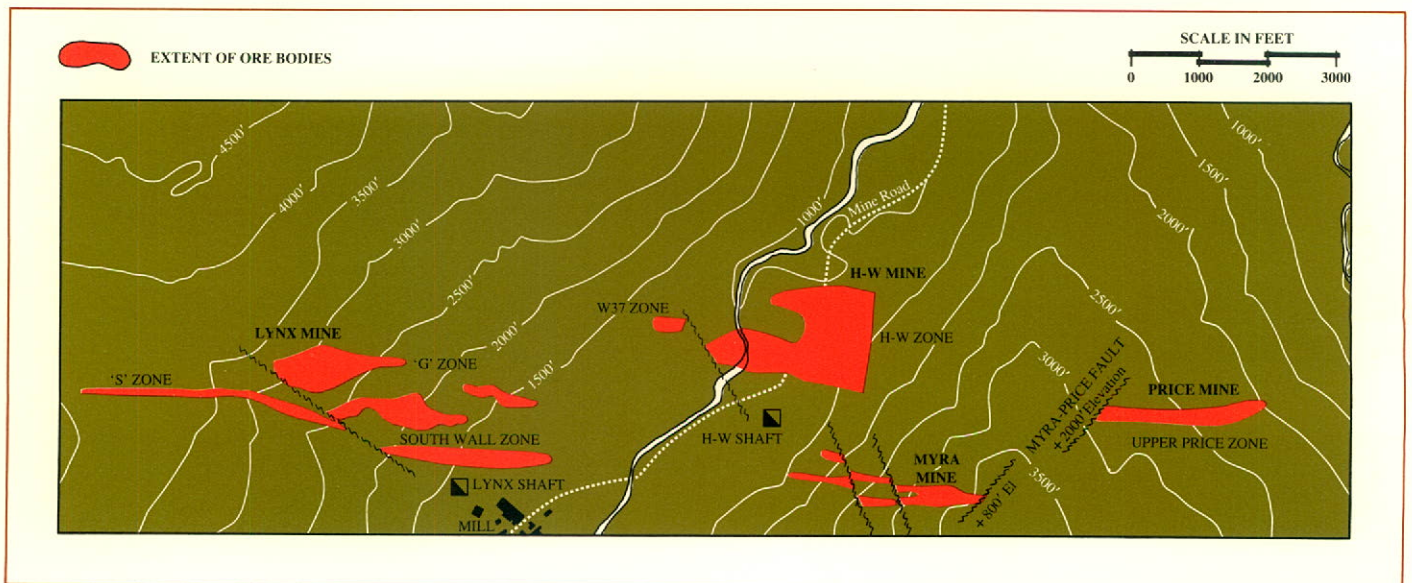 EXTENT OF ORE BODIES
SCALE IN FEET
0 1000 2000 3000
4500'
4000'
3500'
3000'
2500'
2000'
1500'
1000'
Mine Road
1000'
1500'
2000'
2500'
3000'
3500'
H-W MINE
W37 ZONE
H-W ZONE
LYNX MINE
'G' ZONE
'S' ZONE
SOUTH WALL ZONE
H-W SHAFT
LYNX SHAFT
MILL
MYRA
MINE
MYRA-PRICE FAULT
+2000' Elevation
+800' El
PRICE MINE
UPPER PRICE ZONE